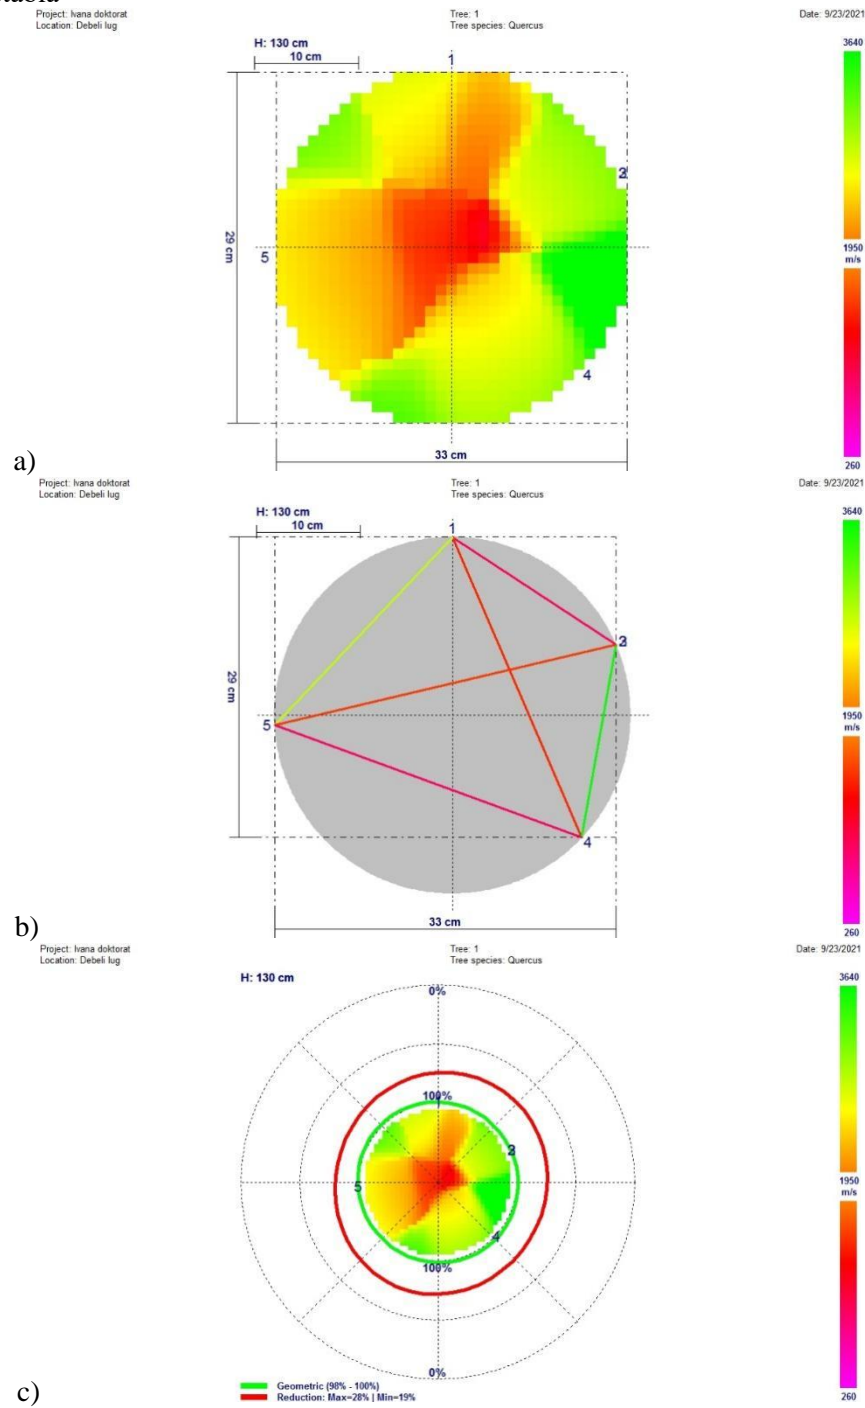 Project: Ivana doktorat Tree: 1 Date: 9/23/2021
Location: Debeli lug Tree species: Quercus
H: 130 cm
10 cm
1
3640
2
29 cm
5
1950
m/s
4
33 cm
260
a)
Project: Ivana doktorat Tree: 1 Date: 9/23/2021
Location: Debeli lug Tree species: Quercus
H: 130 cm
10 cm
1
3640
29 cm
5
1950
m/s
4
33 cm
260
b)
Project: Ivana doktorat Tree: 1 Date: 9/23/2021
Location: Debeli lug Tree species: Quercus
H: 130 cm
0%
3640
100%
5
1950
m/s
4
100%
0%
Geometric (98% - 100%)
Reduction: Max=28% | Min=19%
260
c)